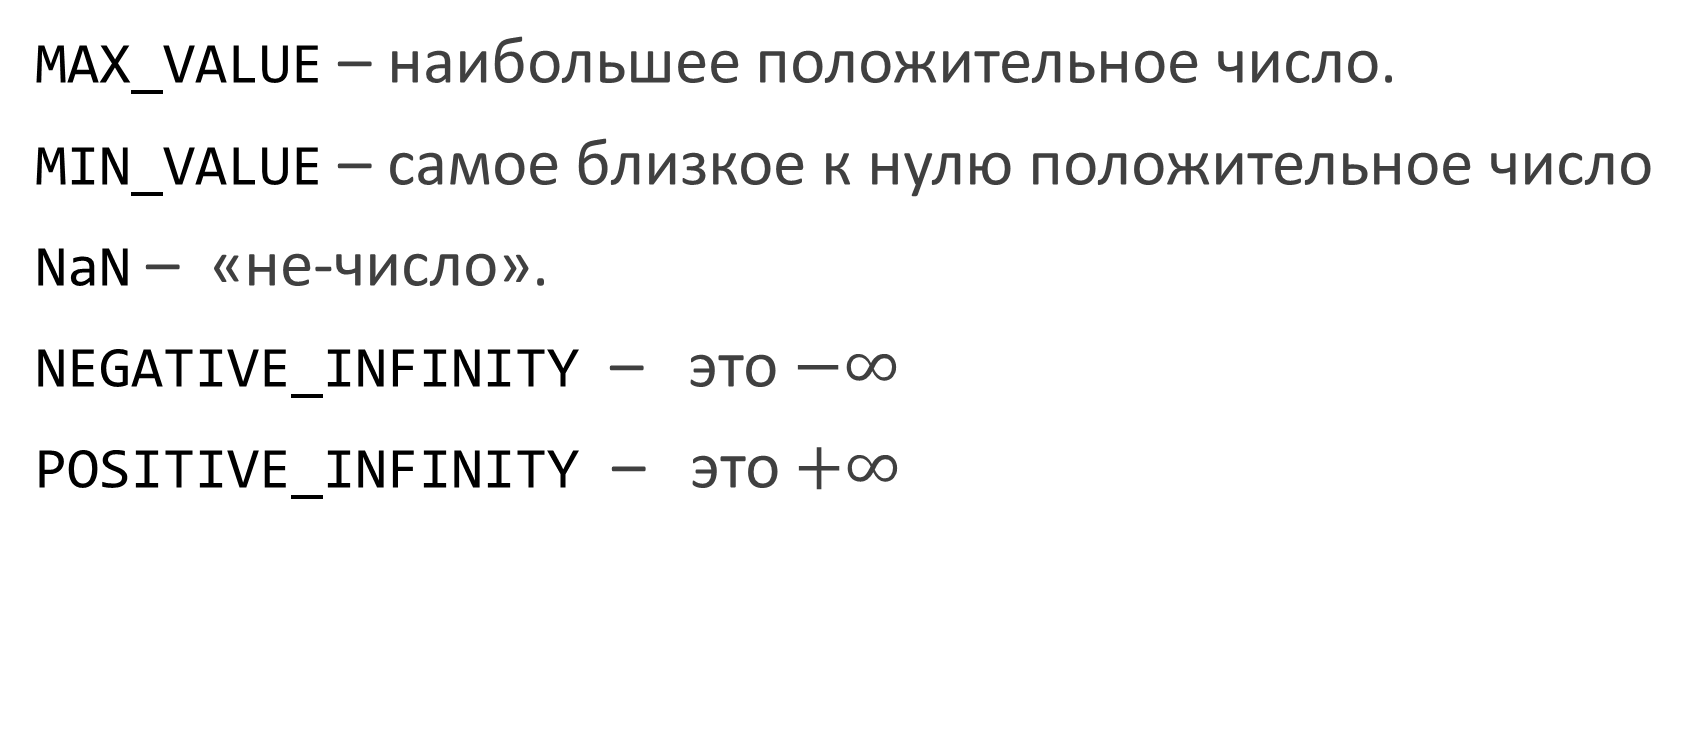 MAX_VALUE – наибольшее положительное число.
MIN_VALUE – самое близкое к нулю положительное число
NaN – «не-число».
NEGATIVE_INFINITY – это −∞
POSITIVE_INFINITY – это +∞